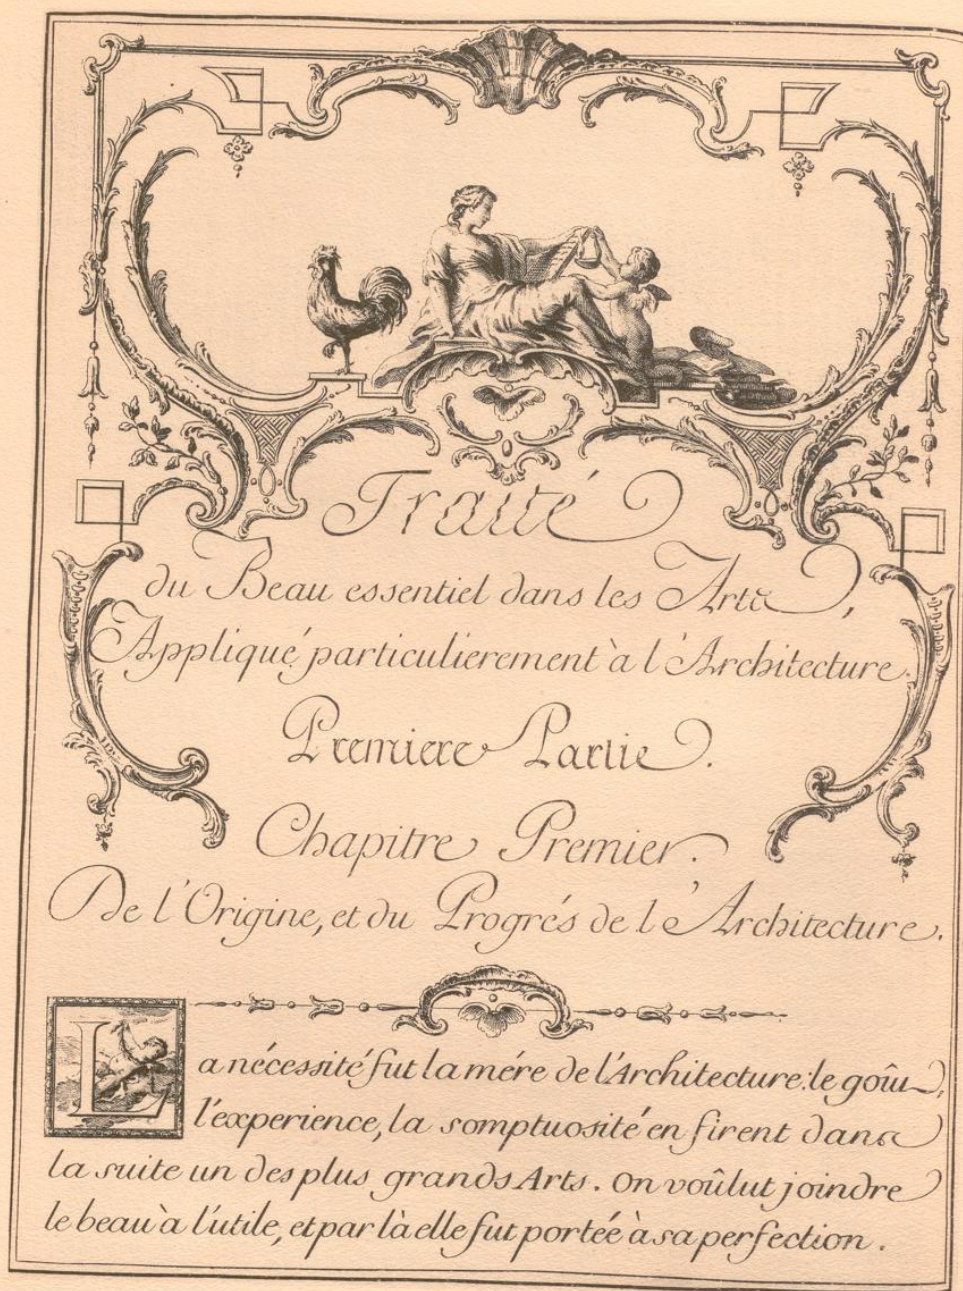 Traité
du Beau essentiel dans les Arts,
Appliqué particulierement à l'Architecture.
Premiere Partie.
Chapitre Premier.
De l'Origine, et du Progrés de l'Architecture.
La nécessité fut la mére de l'Architecture: le goût,
l'experience, la somptuosité en firent dans
la suite un des plus grands Arts. On voûlut joindre
le beau à l'utile, et par là elle fut portée à sa perfection.